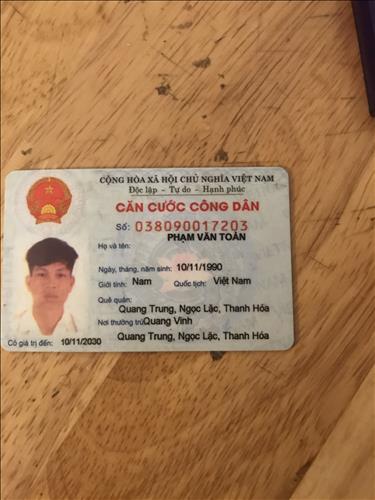 CỘNG HÒA XÃ HỘI CHỦ NGHĨA VIỆT NAM
Độc lập - Tự do - Hạnh phúc
CĂN CƯỚC CÔNG DÂN
Số: 038090017203
PHẠM VĂN TOẢN
Họ và tên:
Ngày, tháng, năm sinh: 10/11/1990
Giới tính: Nam Quốc tịch: Việt Nam
Quê quán:
Quang Trung, Ngọc Lặc, Thanh Hóa
Nơi thường trú: Quang Vinh
Có giá trị đến: 10/11/2030 Quang Trung, Ngọc Lặc, Thanh Hóa